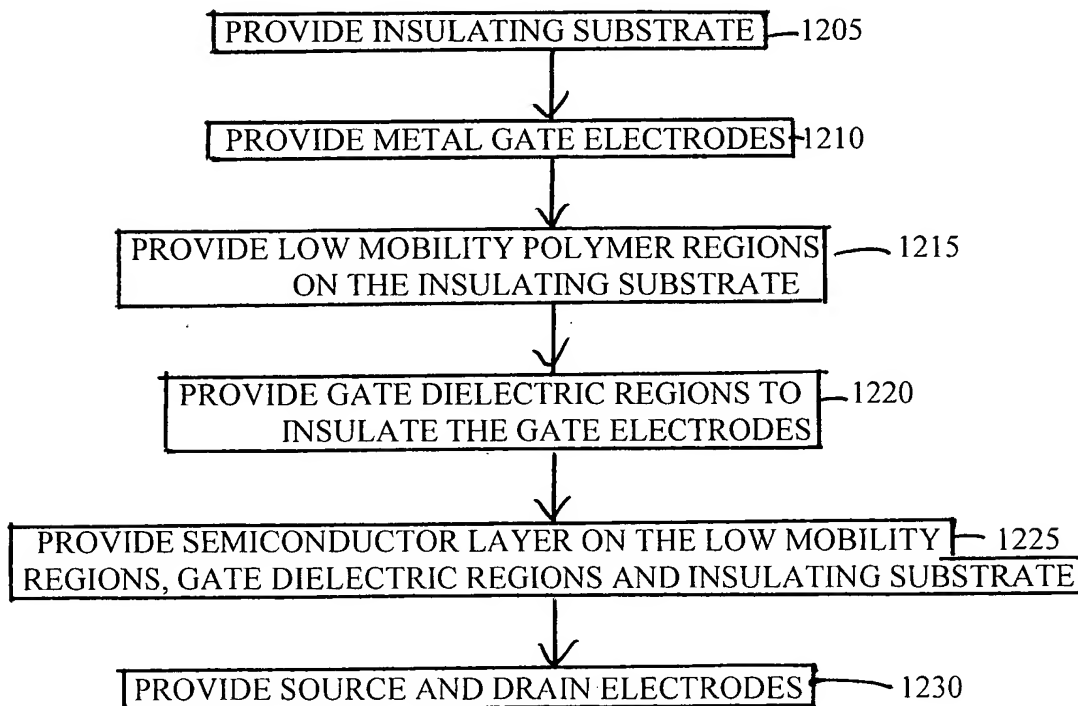 PROVIDE INSULATING SUBSTRATE 1205
PROVIDE METAL GATE ELECTRODES 1210
PROVIDE LOW MOBILITY POLYMER REGIONS 1215
ON THE INSULATING SUBSTRATE
PROVIDE GATE DIELECTRIC REGIONS TO 1220
INSULATE THE GATE ELECTRODES
PROVIDE SEMICONDUCTOR LAYER ON THE LOW MOBILITY 1225
REGIONS, GATE DIELECTRIC REGIONS AND INSULATING SUBSTRATE
PROVIDE SOURCE AND DRAIN ELECTRODES 1230